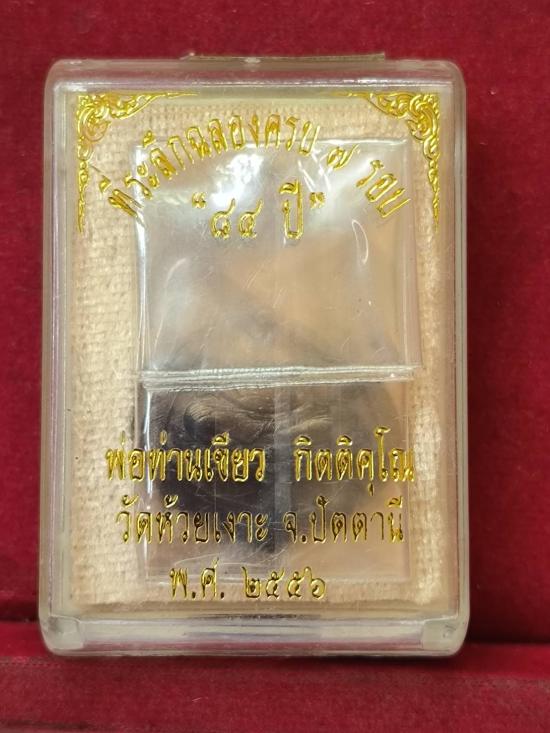 ที่ระลึกฉลองครบ ๗ รอบ
"๘๔ ปี"
พ่อท่านเขียว กิตติคุโณ
วัดห้วยเงาะ จ.ปัตตานี
พ.ศ. ๒๕๕๖